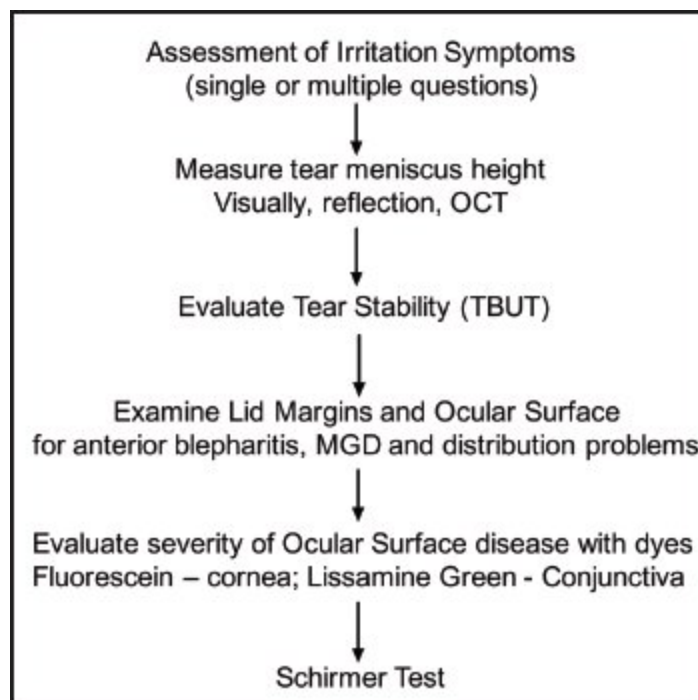 Assessment of Irritation Symptoms
(single or multiple questions)
Measure tear meniscus height
Visually, reflection, OCT
Evaluate Tear Stability (TBUT)
Examine Lid Margins and Ocular Surface
for anterior blepharitis, MGD and distribution problems
Evaluate severity of Ocular Surface disease with dyes
Fluorescein – cornea; Lissamine Green - Conjunctiva
Schirmer Test